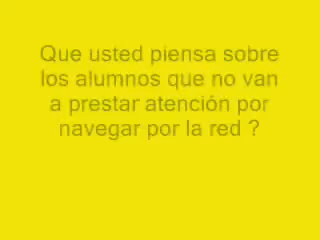 Que usted piensa sobre
los alumnos que no van
a prestar atención por
navegar por la red ?